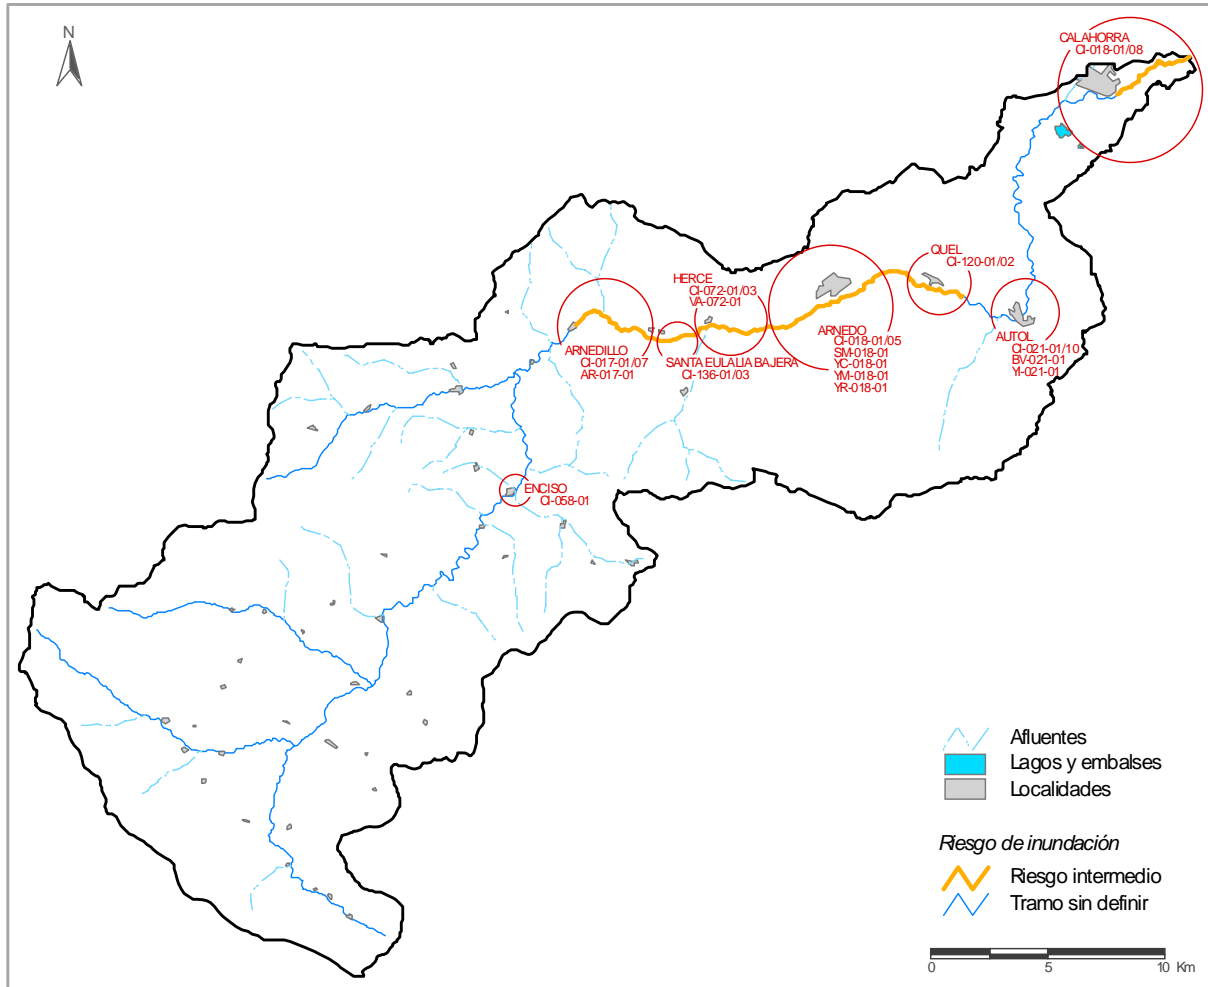 N
CALAHORRA
CI-018-01/08
QUEL
CI-120-01/02
HERCE
CI-072-01/03
VA-072-01
ARNEDILLO
CI-017-01/07
AR-017-01
SANTA EULALIA BAJERA
CI-136-01/03
ARNEDO
CI-018-01/05
SM-018-01
YC-018-01
YM-018-01
YR-018-01
AUTOL
CI-021-01/10
BV-021-01
YI-021-01
ENCISO
CI-058-01
Afluentes
Lagos y embalses
Localidades
Riesgo de inundación
Riesgo intermedio
Tramo sin definir
0 5 10 Km